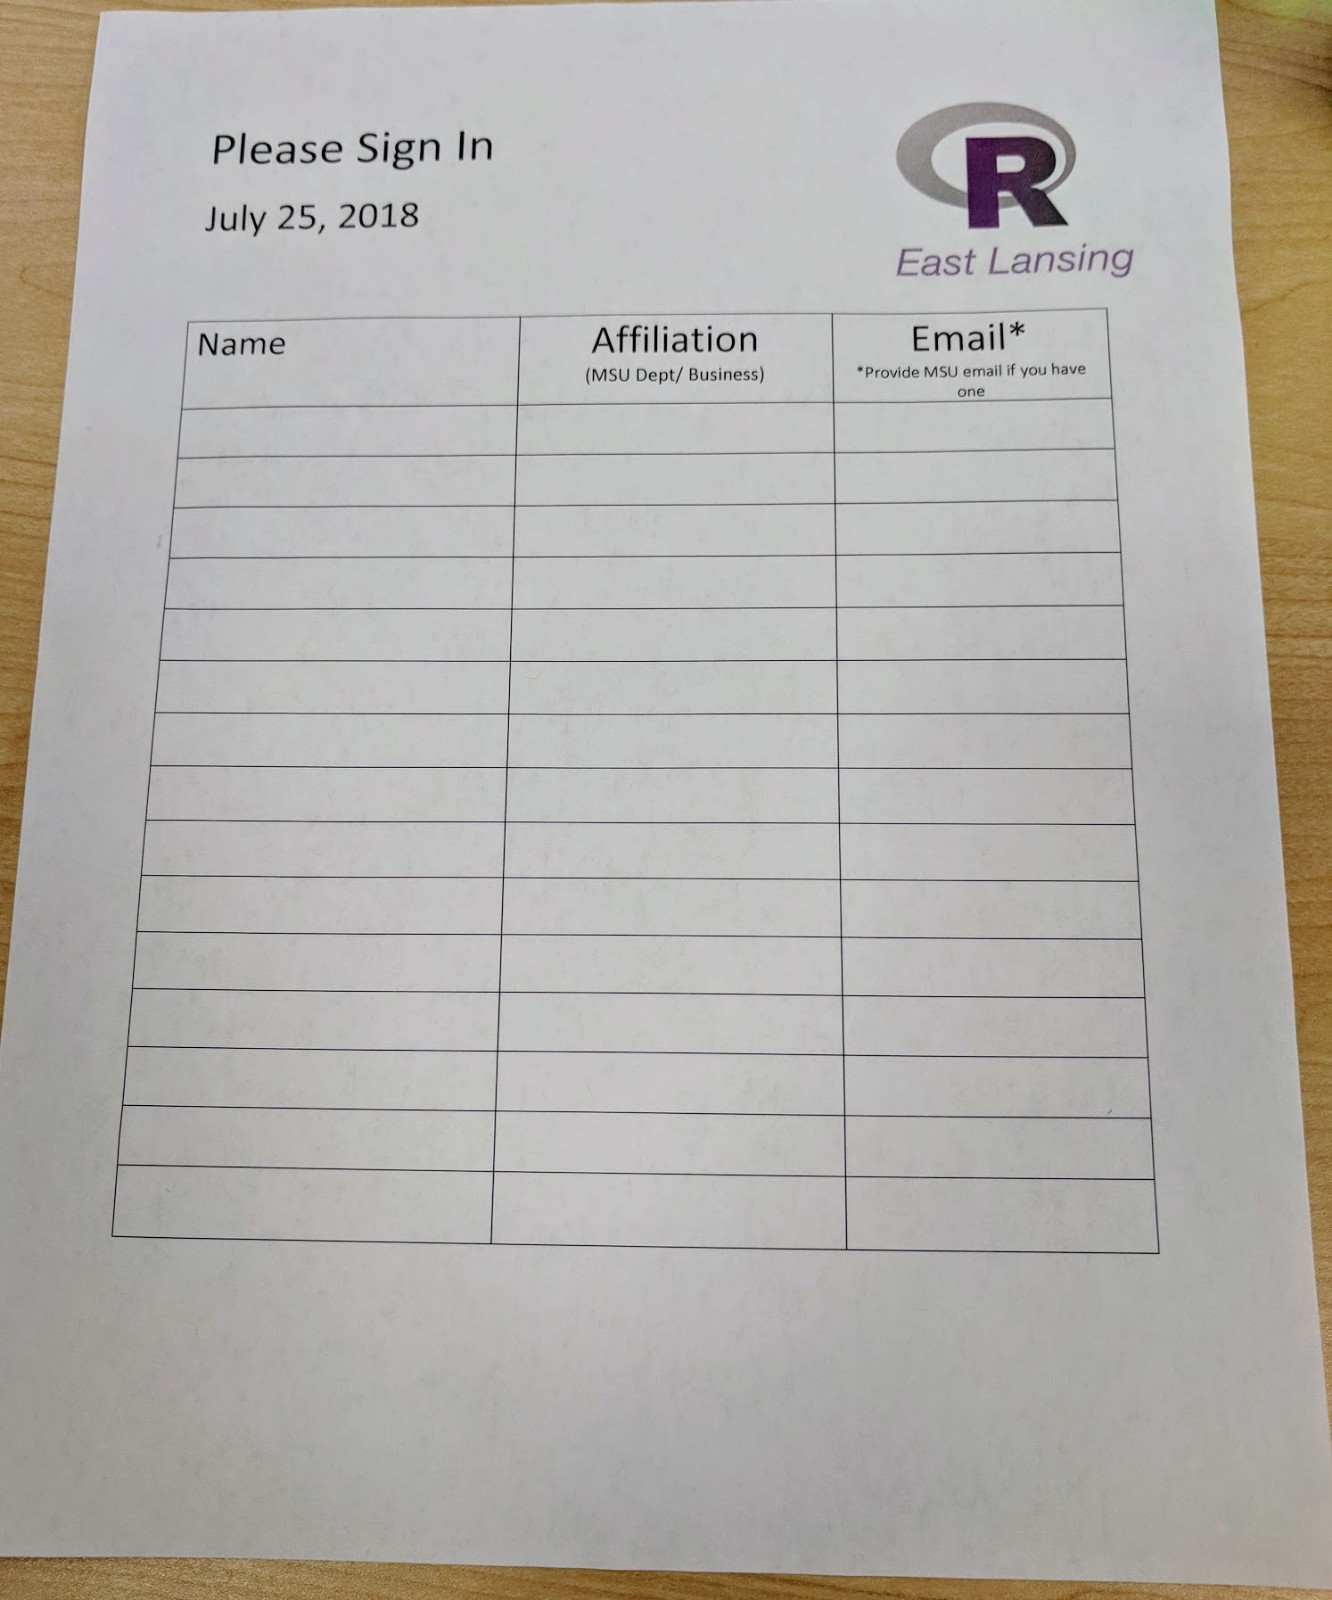 Please Sign In
July 25, 2018
R
East Lansing
Name
Affiliation
(MSU Dept/ Business)
Email*
*Provide MSU email if you have
one